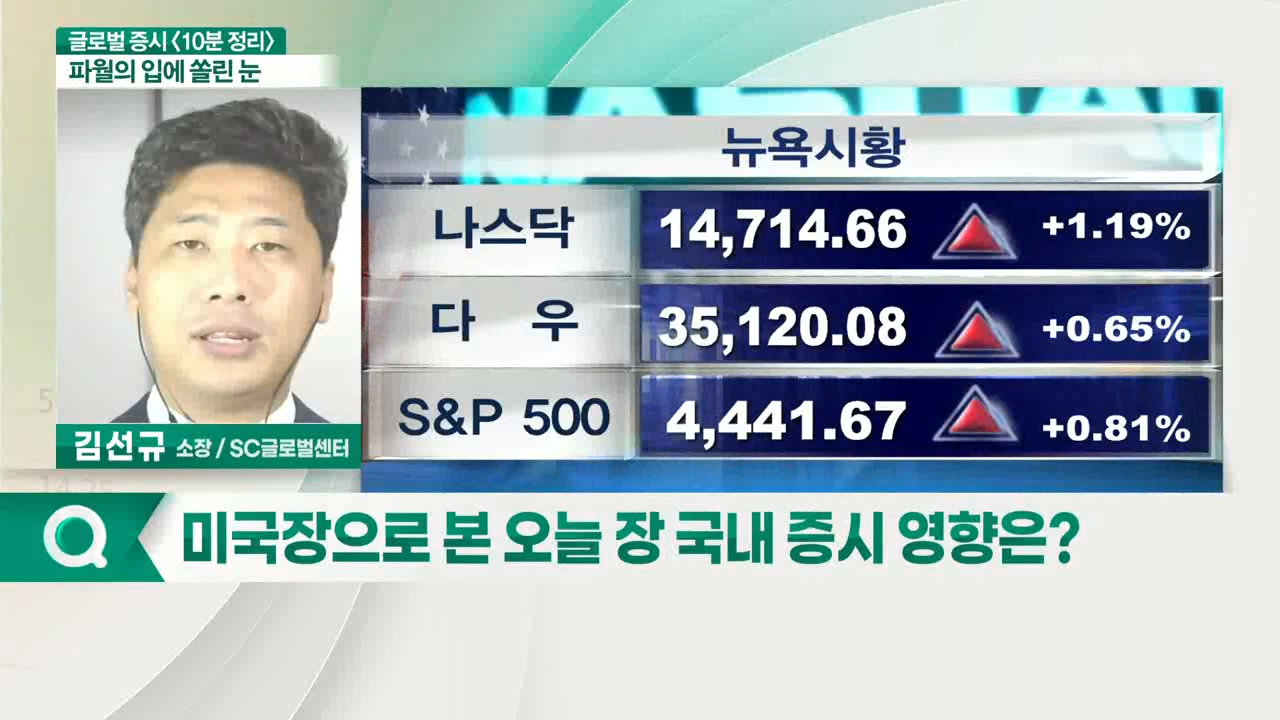 글로벌 증시 <10분 정리>
파월의 입에 쏠린 눈
NASDAQ
뉴욕시황
나스닥 14,714.66 ▲ +1.19%
다 우 35,120.08 ▲ +0.65%
S&P 500 4,441.67 ▲ +0.81%
김선규 소장 / SC글로벌센터
Q 미국장으로 본 오늘 장 국내 증시 영향은?